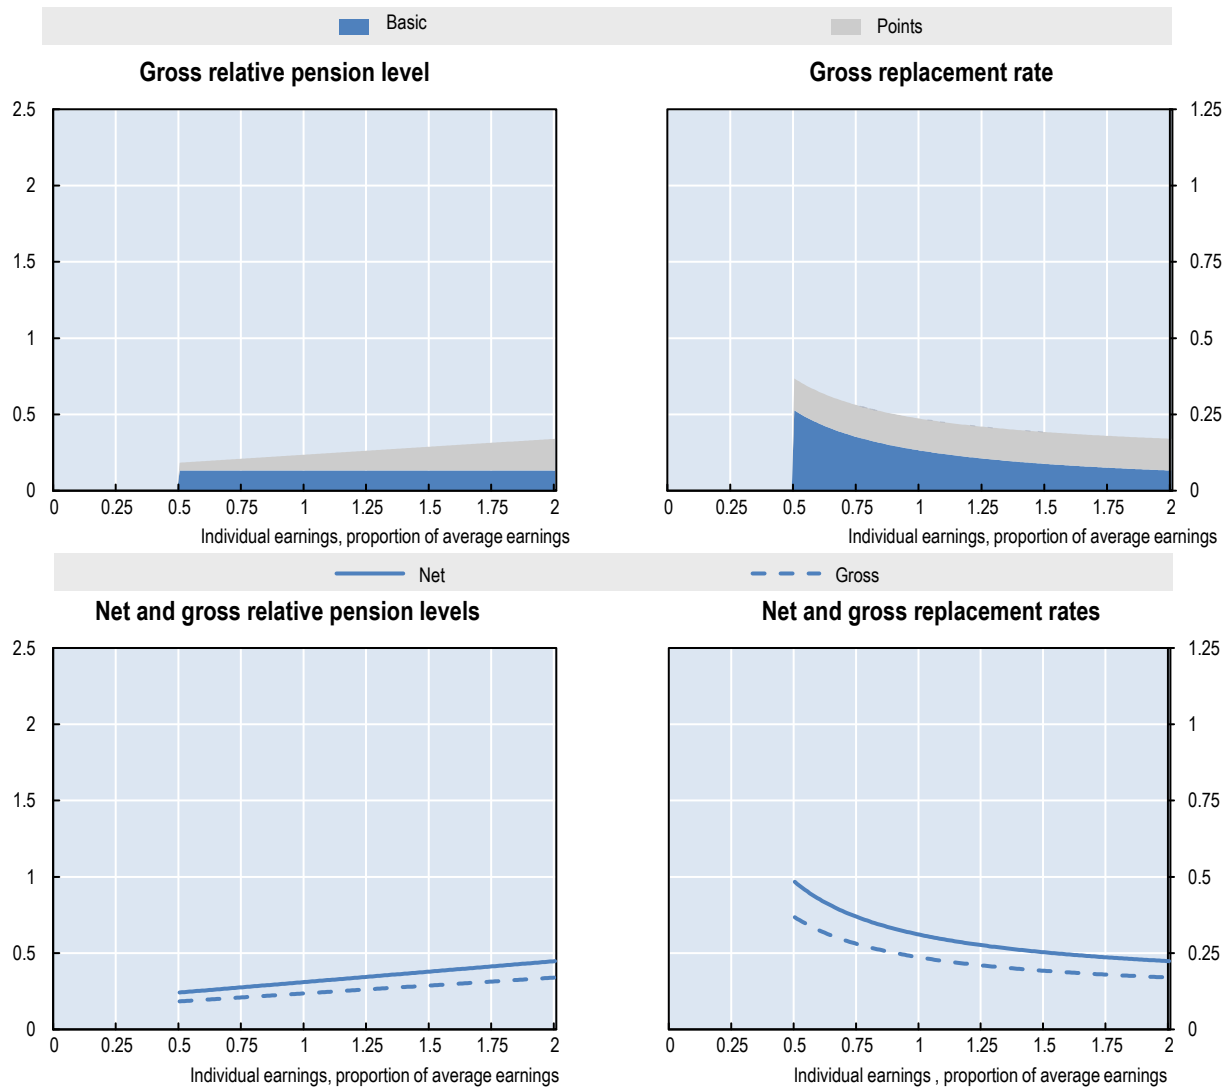 Basic Points
Gross relative pension level Gross replacement rate
2.5 1.25
2 1
1.5 0.75
1 0.5
0.5 0.25
0 0
0 0.25 0.5 0.75 1 1.25 1.5 1.75 2 0 0.25 0.5 0.75 1 1.25 1.5 1.75 2
Individual earnings, proportion of average earnings Individual earnings, proportion of average earnings
Net Gross
Net and gross relative pension levels Net and gross replacement rates
2.5 1.25
2 1
1.5 0.75
1 0.5
0.5 0.25
0 0
0 0.25 0.5 0.75 1 1.25 1.5 1.75 2 0 0.25 0.5 0.75 1 1.25 1.5 1.75 2
Individual earnings, proportion of average earnings Individual earnings , proportion of average earnings